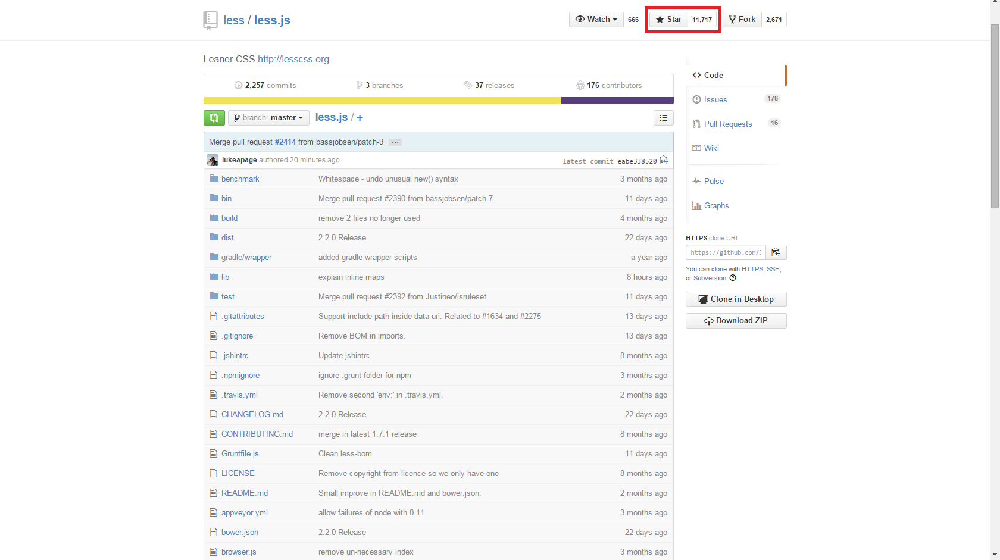 less / less.js
Watch 666 Star 11,717 Fork 2,671
Leaner CSS http://lesscss.org
2,257 commits 3 branches 37 releases 176 contributors
branch: master less.js / +
Merge pull request #2414 from bassjobsen/patch-9 ...
lukeapage authored 20 minutes ago latest commit eabe338520
benchmark Whitespace - undo unusual new() syntax 3 months ago
bin Merge pull request #2390 from bassjobsen/patch-7 11 days ago
build remove 2 files no longer used 4 months ago
dist 2.2.0 Release 22 days ago
gradle/wrapper added gradle wrapper scripts a year ago
lib explain inline maps 8 hours ago
test Merge pull request #2392 from Justineo/isruleset 11 days ago
.gitattributes Support include-path inside data-uri. Related to #1634 and #2275 13 days ago
.gitignore Remove BOM in imports. 13 days ago
.jshintrc Update jshintrc 8 months ago
.npmignore ignore .grunt folder for npm 3 months ago
.travis.yml Remove second 'env:' in .travis.yml. 2 months ago
CHANGELOG.md 2.2.0 Release 22 days ago
CONTRIBUTING.md merge in latest 1.7.1 release 8 months ago
Gruntfile.js Clean less-bom 11 days ago
LICENSE Remove copyright from licence so we only have one 8 months ago
README.md Small improve in README.md and bower.json. 2 months ago
appveyor.yml allow failures of node with 0.11 3 months ago
bower.json 2.2.0 Release 22 days ago
browser.js remove un-necessary index 3 months ago
Code
Issues 178
Pull Requests 16
Wiki
Pulse
Graphs
HTTPS clone URL
https://github.com/
You can clone with HTTPS, SSH,
or Subversion.
Clone in Desktop
Download ZIP